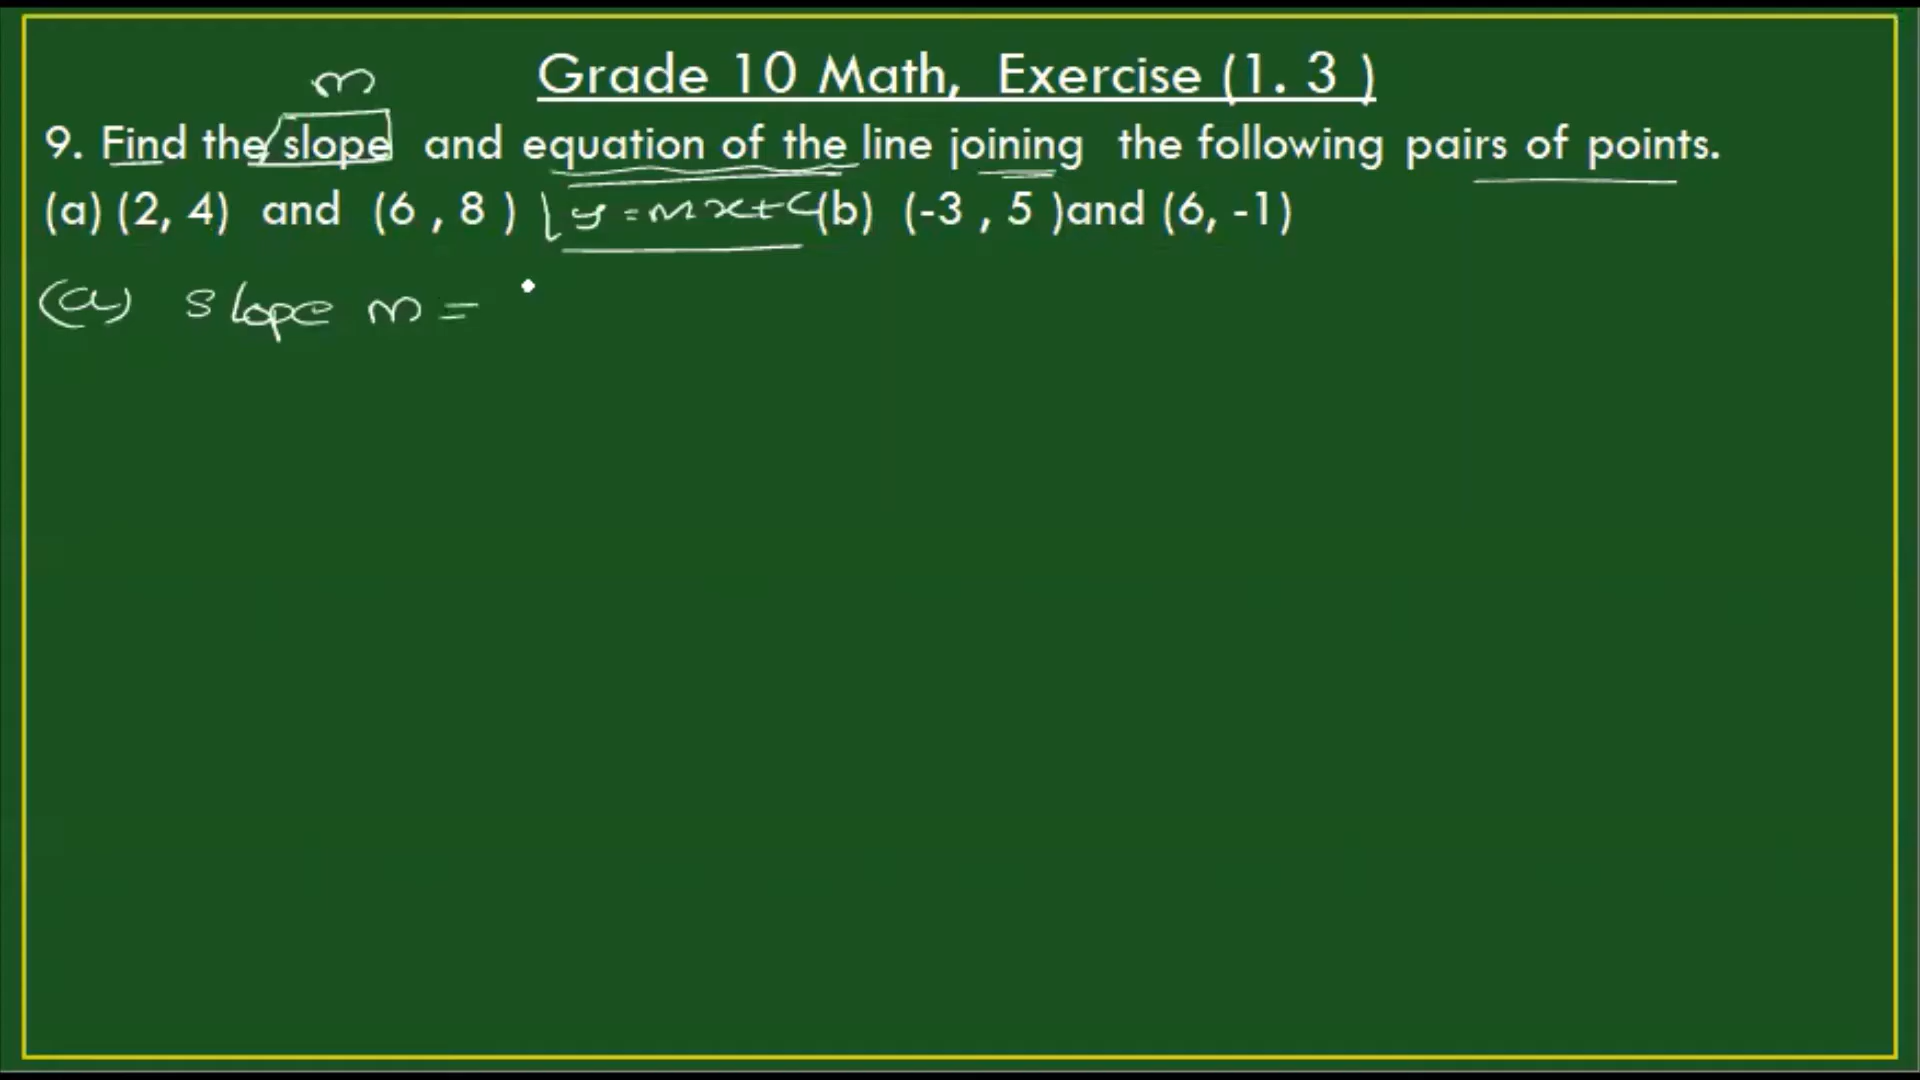 Grade 10 Math, Exercise (1. 3 )
m
9. Find the slope and equation of the line joining the following pairs of points.
(a) (2, 4) and (6 , 8 ) y = mx+c (b) (-3 , 5 )and (6, -1)
(a) slope m =